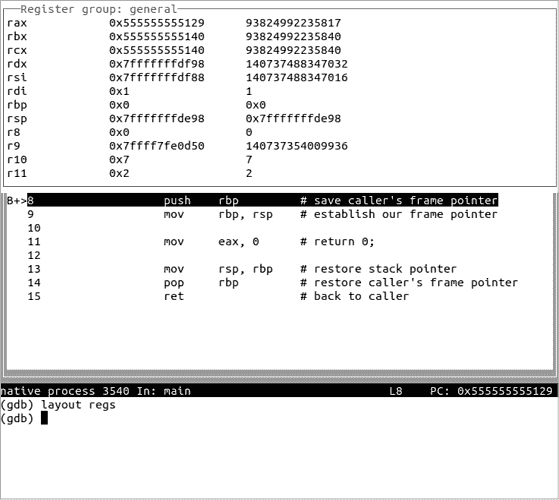 Register group: general
rax 0x555555555129 93824992235817
rbx 0x555555555140 93824992235840
rcx 0x555555555140 93824992235840
rdx 0x7fffffffdf98 140737488347032
rsi 0x7fffffffdf88 140737488347016
rdi 0x1 1
rbp 0x0 0x0
rsp 0x7fffffffde98 0x7fffffffde98
r8 0x0 0
r9 0x7ffff7fe0d50 140737354009936
r10 0x7 7
r11 0x2 2
B+>8 push rbp # save caller's frame pointer
9 mov rbp, rsp # establish our frame pointer
10
11 mov eax, 0 # return 0;
12
13 mov rsp, rbp # restore stack pointer
14 pop rbp # restore caller's frame pointer
15 ret # back to caller
native process 3540 In: main L8 PC: 0x555555555129
(gdb) layout regs
(gdb)